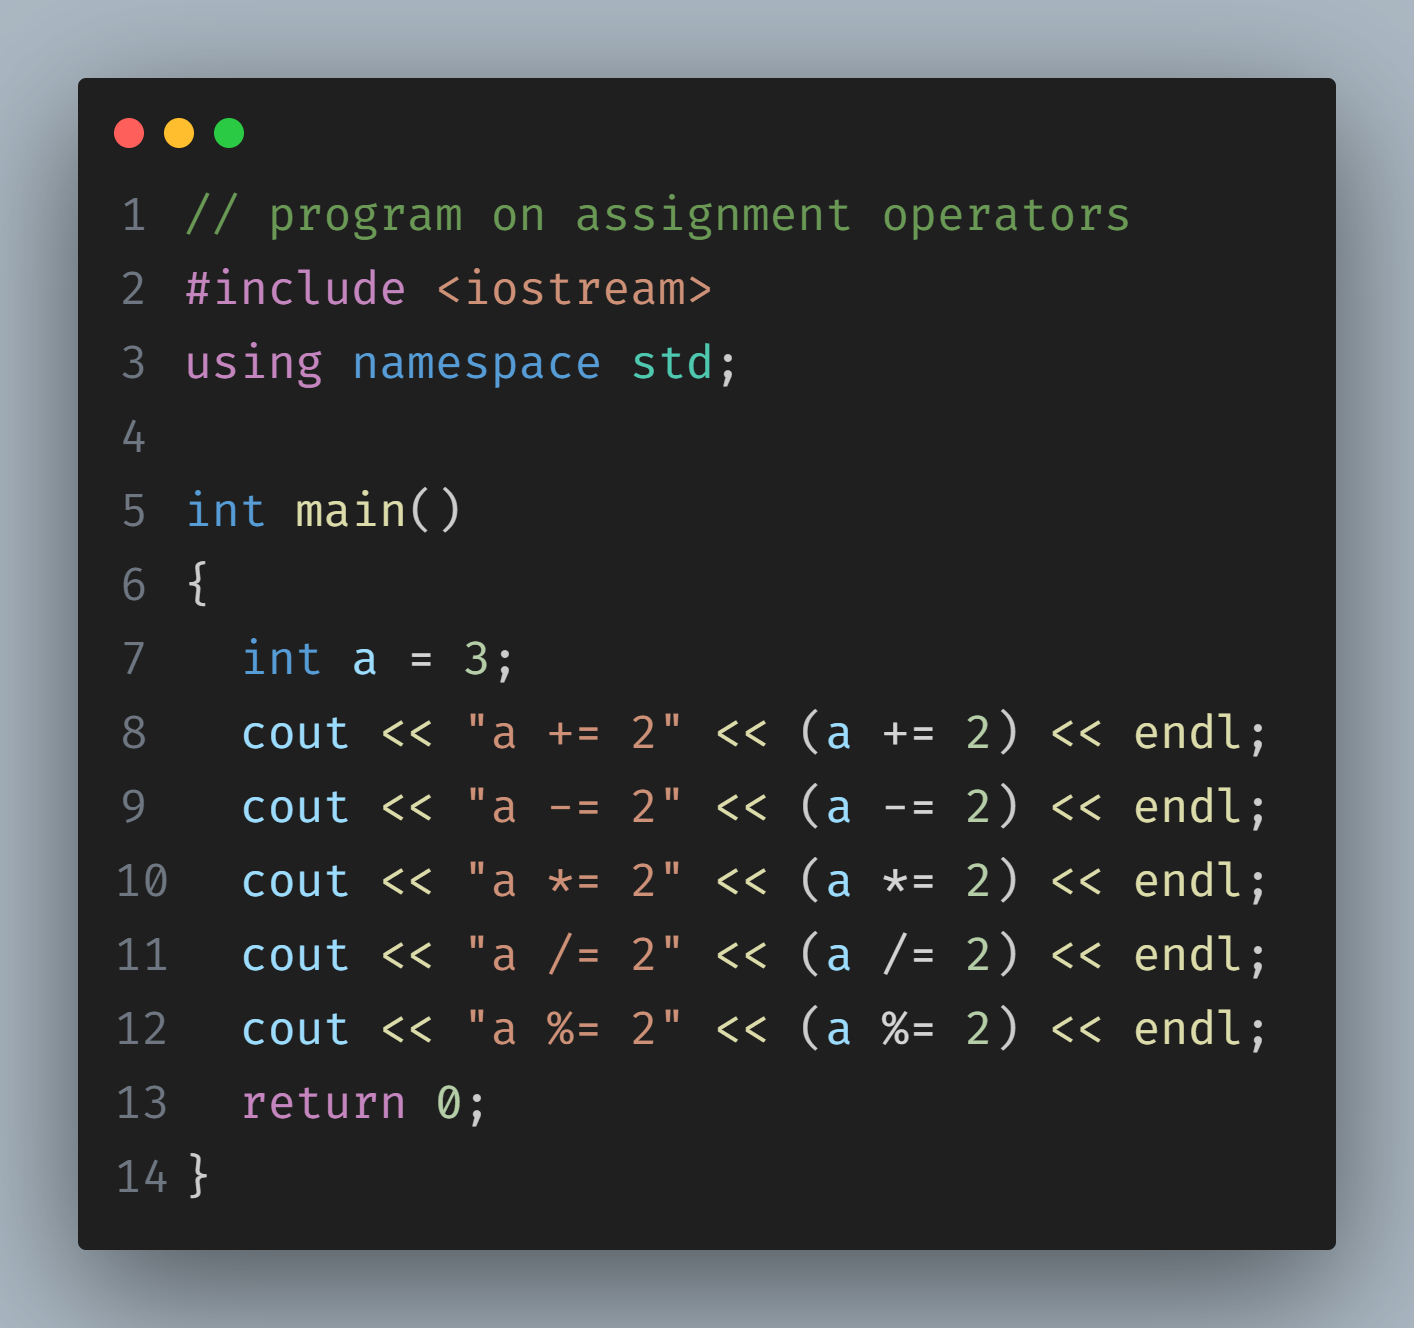 1 // program on assignment operators
2 #include <iostream>
3 using namespace std;
4
5 int main()
6 {
7   int a = 3;
8   cout << "a += 2" << (a += 2) << endl;
9   cout << "a -= 2" << (a -= 2) << endl;
10   cout << "a *= 2" << (a *= 2) << endl;
11   cout << "a /= 2" << (a /= 2) << endl;
12   cout << "a %= 2" << (a %= 2) << endl;
13   return 0;
14 }